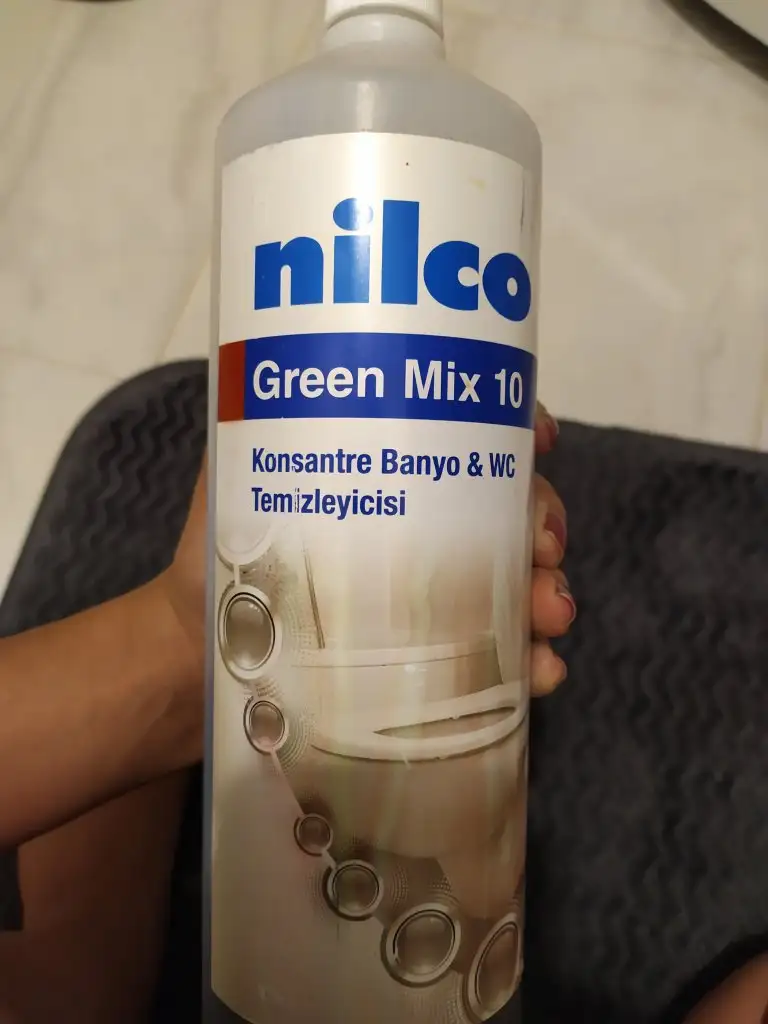 nilco
Green Mix 10
Konsantre Banyo & WC
Temizleyicisi